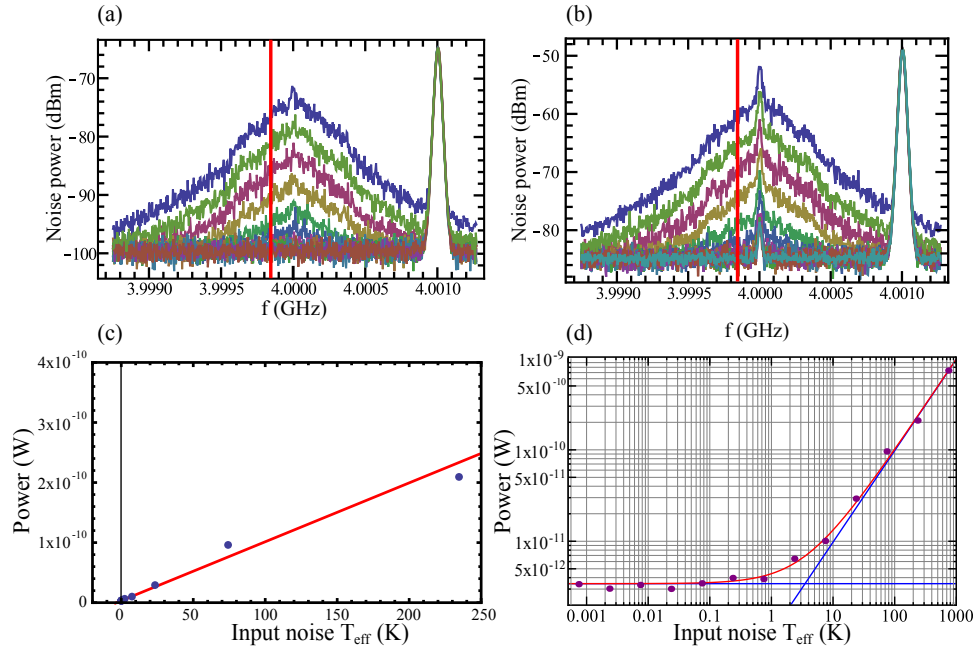 (a)
Noise power (dBm)
−70
−80
−90
−100
3.9990
3.9995
4.0000
4.0010
f (GHz)
(b)
Noise power (dBm)
−50
−60
−70
−80
3.9990
3.9995
4.0000
4.0010
f (GHz)
(c)
Power (W)
4x10-10
3x10-10
2x10-10
1x10-10
0
0
50
100
150
200
250
Input noise Teff (K)
(d)
Power (W)
1x10-9
5x10-10
1x10-10
5x10-11
1x10-11
5x10-12
0.001
0.01
0.1
1
10
100
1000
Input noise Teff (K)